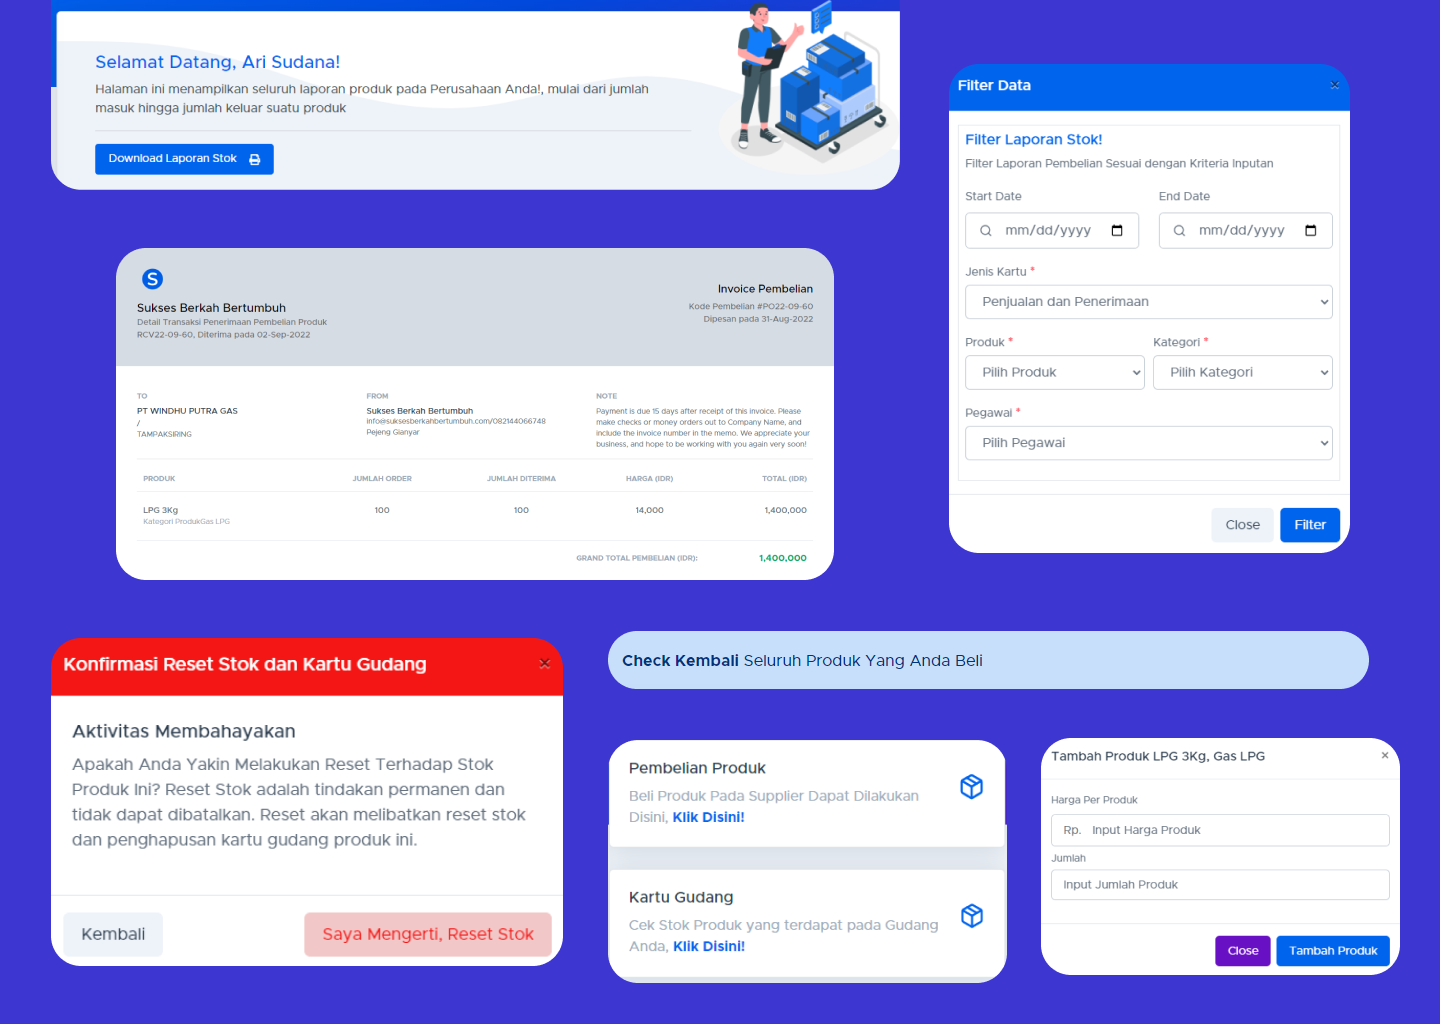 Selamat Datang, Ari Sudana!
Halaman ini menampilkan seluruh laporan produk pada Perusahaan Anda!, mulai dari jumlah
masuk hingga jumlah keluar suatu produk
Download Laporan Stok
Filter Data ×
Filter Laporan Stok!
Filter Laporan Pembelian Sesuai dengan Kriteria Inputan
Start Date End Date
mm/dd/yyyy mm/dd/yyyy
Jenis Kartu *
Penjualan dan Penerimaan
Produk * Kategori *
Pilih Produk Pilih Kategori
Pegawai *
Pilih Pegawai
Close Filter
S
Sukses Berkah Bertumbuh
Detail Transaksi Penerimaan Pembelian Produk
RCV22-09-60, Diterima pada 02-Sep-2022
Invoice Pembelian
Kode Pembelian #PO22-09-60
Dipesan pada 31-Aug-2022
TO
PT WINDHU PUTRA GAS
/
TAMPAKSIRING
FROM
Sukses Berkah Bertumbuh
info@suksesberkahbertumbuh.com/082144066748
Pejeng Gianyar
NOTE
Payment is due 15 days after receipt of this invoice. Please
make checks or money orders out to Company Name, and
include the invoice number in the memo. We appreciate your
business, and hope to be working with you again very soon!
PRODUK JUMLAH ORDER JUMLAH DITERIMA HARGA (IDR) TOTAL (IDR)
LPG 3Kg 100 100 14,000 1,400,000
Kategori ProdukGas LPG
GRAND TOTAL PEMBELIAN (IDR): 1,400,000
Konfirmasi Reset Stok dan Kartu Gudang ×
Aktivitas Membahayakan
Apakah Anda Yakin Melakukan Reset Terhadap Stok
Produk Ini? Reset Stok adalah tindakan permanen dan
tidak dapat dibatalkan. Reset akan melibatkan reset stok
dan penghapusan kartu gudang produk ini.
Kembali Saya Mengerti, Reset Stok
Check Kembali Seluruh Produk Yang Anda Beli
Pembelian Produk
Beli Produk Pada Supplier Dapat Dilakukan
Disini, Klik Disini!
Kartu Gudang
Cek Stok Produk yang terdapat pada Gudang
Anda, Klik Disini!
Tambah Produk LPG 3Kg, Gas LPG ×
Harga Per Produk
Rp. Input Harga Produk
Jumlah
Input Jumlah Produk
Close Tambah Produk